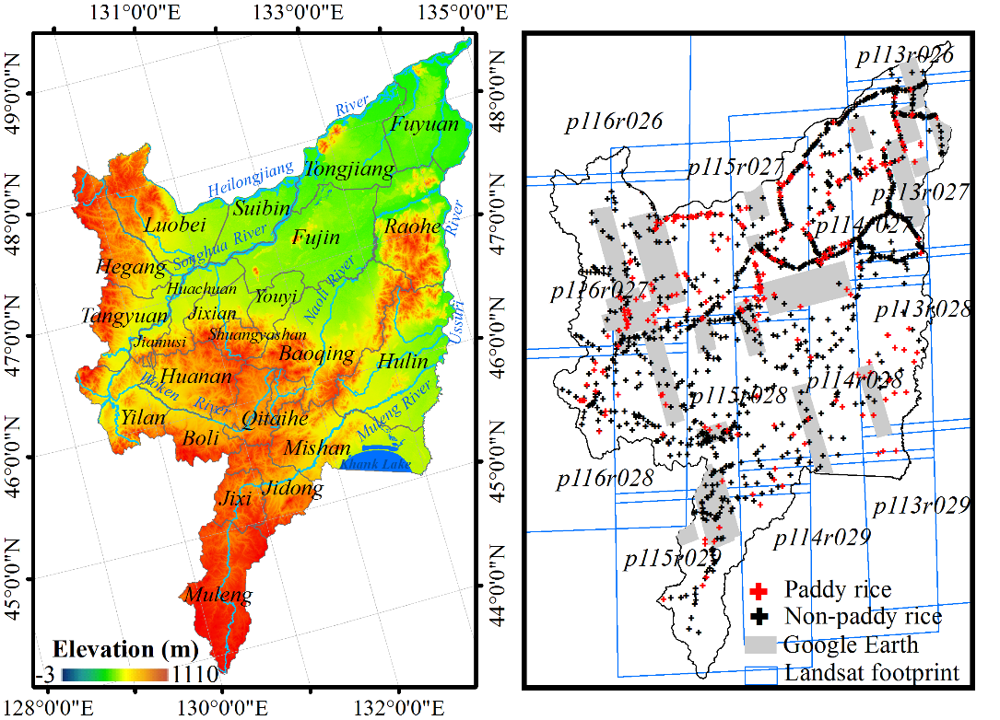 131°0'0"E 133°0'0"E 135°0'0"E
49°0'0"N
48°0'0"N
47°0'0"N
46°0'0"N
45°0'0"N
48°0'0"N
47°0'0"N
46°0'0"N
45°0'0"N
44°0'0"N
River
Fuyuan
Heilongjiang
Tongjiang
Suibin
Luobei
Songhua River
Fujin
Raohe
River
Hegang
Huachuan
Youyi
Naoli River
Tangyuan
Jixian
Ussuri
Jiamusi
Shuangyashan
Baoqing
Hulin
Huanan
Woken River
Yilan
Qitaihe
Muleng River
Boli
Mishan
Khank Lake
Jixi
Jidong
Muleng
Elevation (m)
-3 1110
128°0'0"E 130°0'0"E 132°0'0"E
p113r026
p116r026
p115r027
p113r027
p114r027
p116r027
p113r028
p114r028
p115r028
p116r028
p113r029
p114r029
p115r029
Paddy rice
Non-paddy rice
Google Earth
Landsat footprint